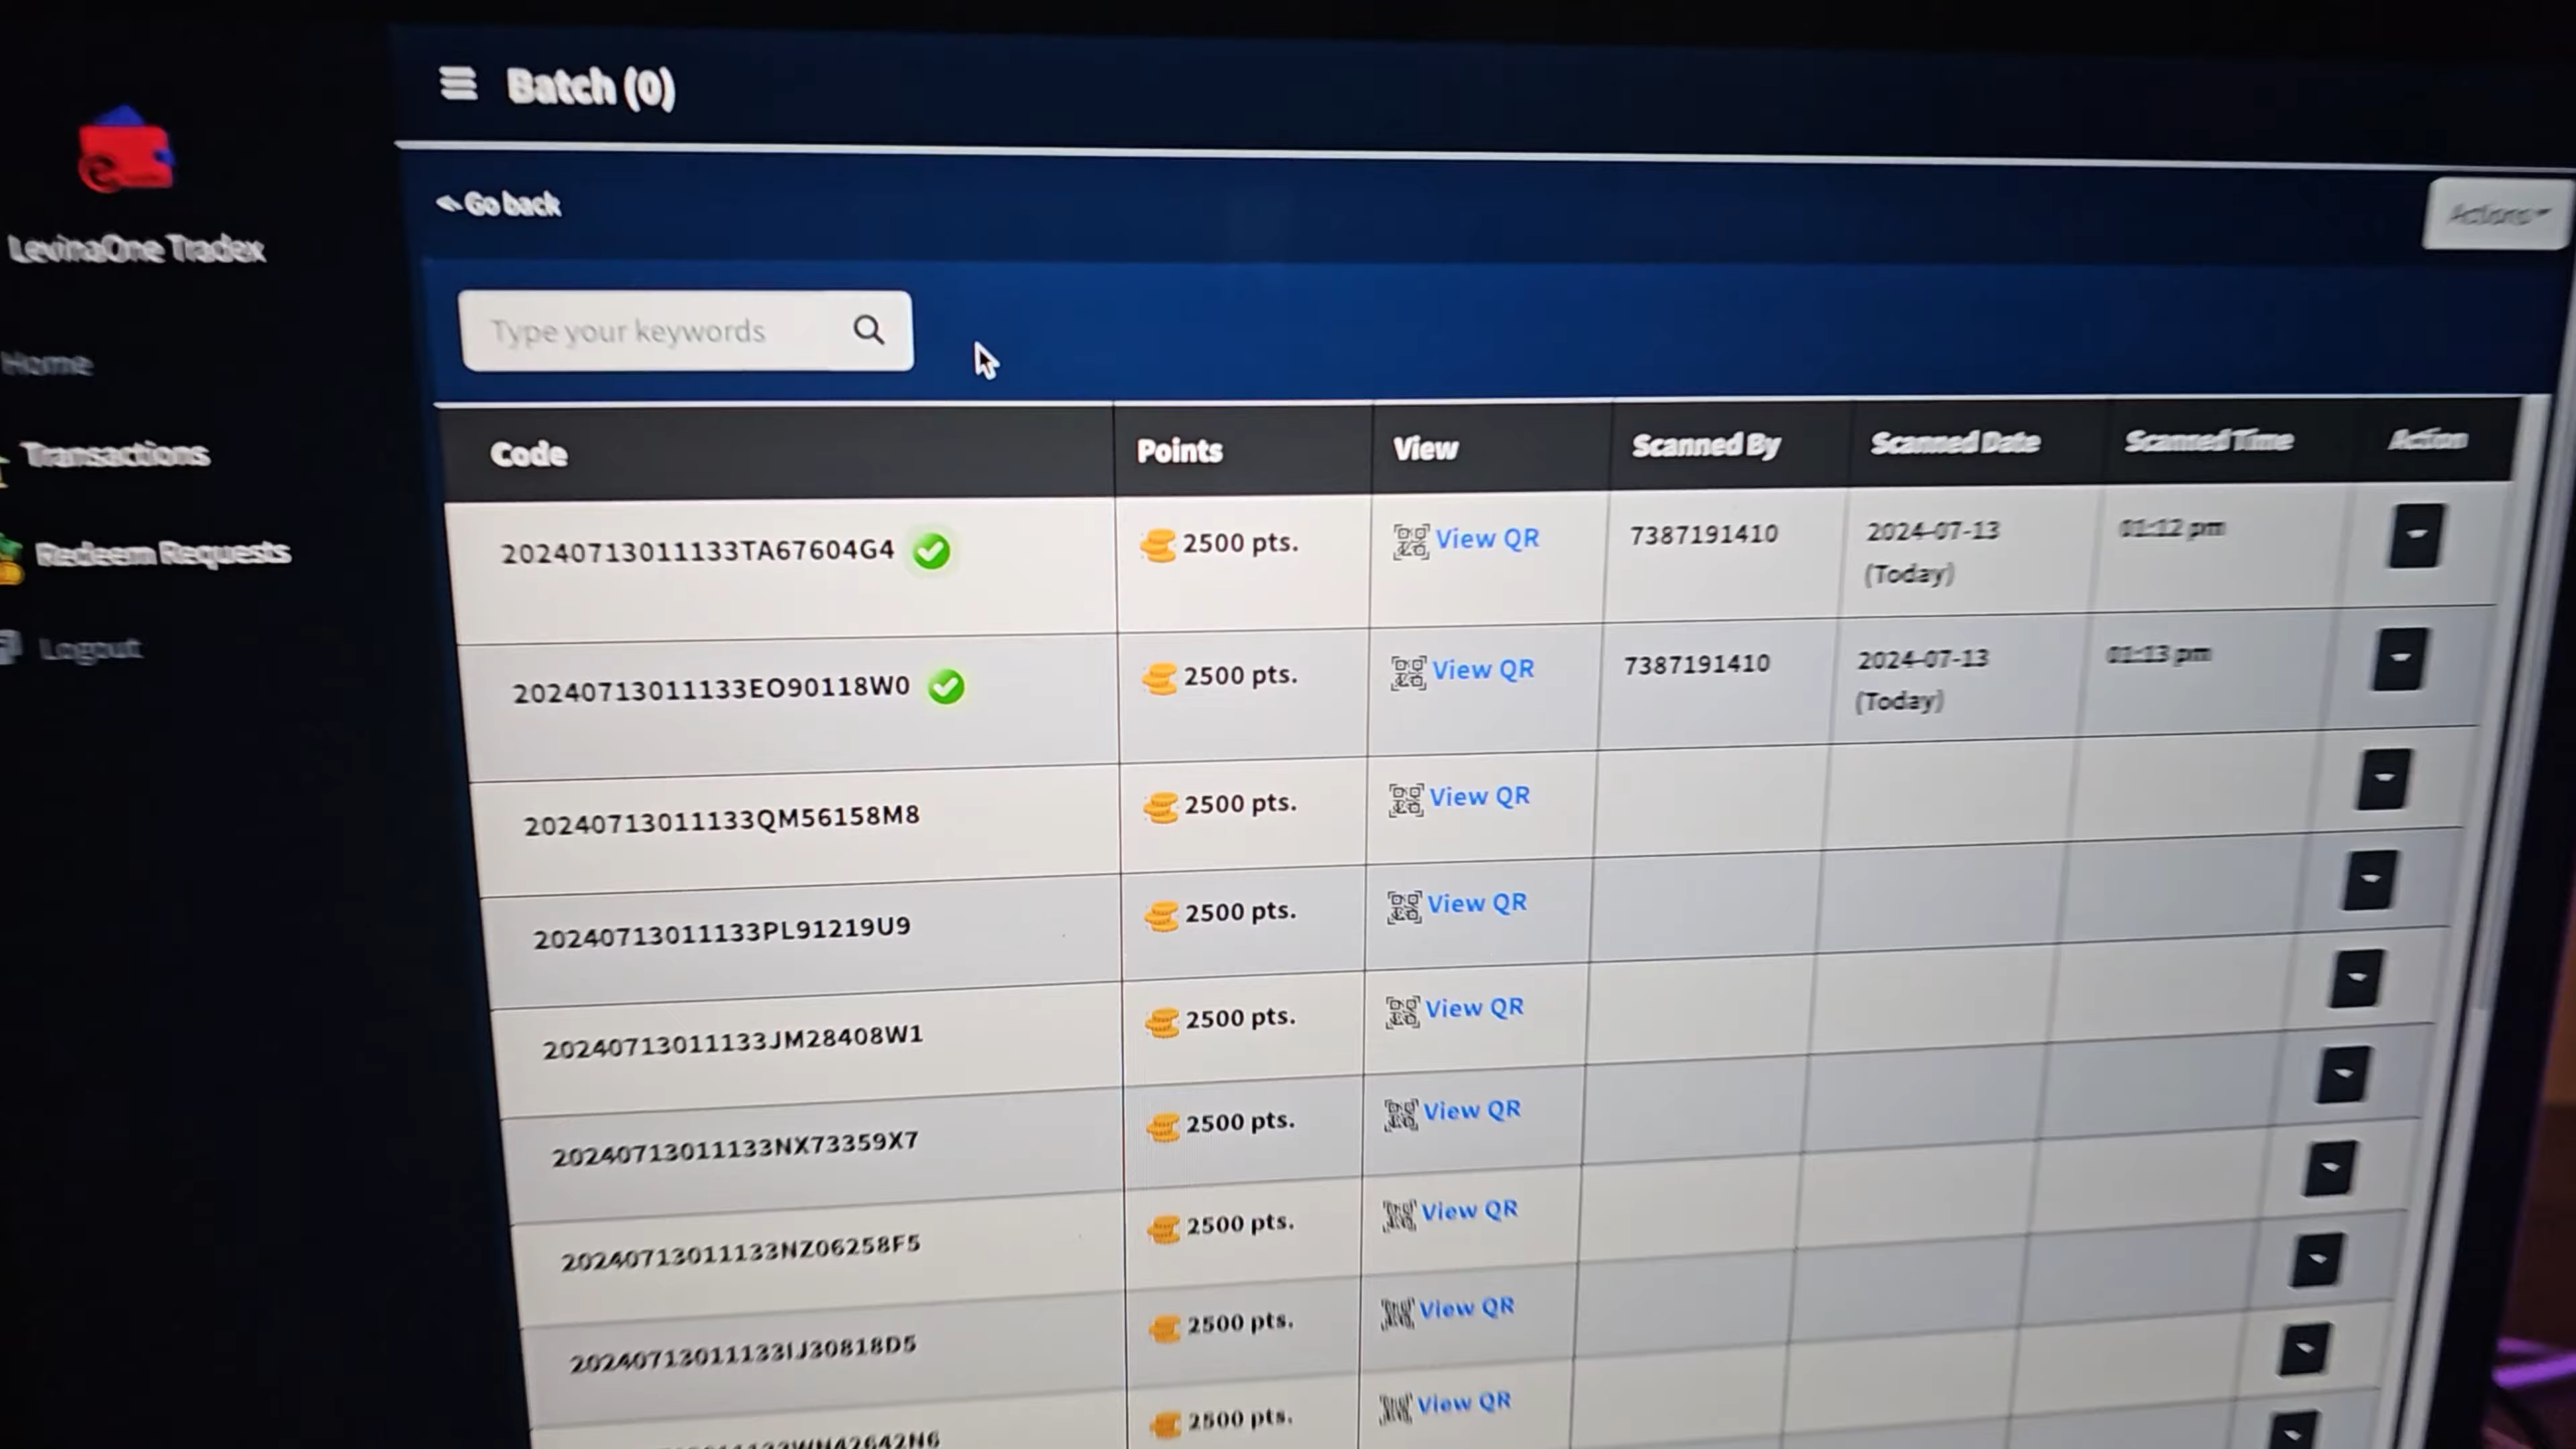 Batch (0)
Go back
Actions
LevinaOne Tradex
Home
Transactions
Redeem Requests
Logout
Type your keywords
Code Points View Scanned By Scanned Date Scanned Time Action
20240713011133TA67604G4 2500 pts. View QR 7387191410 2024-07-13 01:12 pm
(Today)
20240713011133EO90118W0 2500 pts. View QR 7387191410 2024-07-13 01:13 pm
(Today)
20240713011133QM56158M8 2500 pts. View QR
20240713011133PL91219U9 2500 pts. View QR
20240713011133JM28408W1 2500 pts. View QR
20240713011133NX73359X7 2500 pts. View QR
20240713011133NZ06258F5 2500 pts. View QR
20240713011133IJ30818D5 2500 pts. View QR
2500 pts. View QR